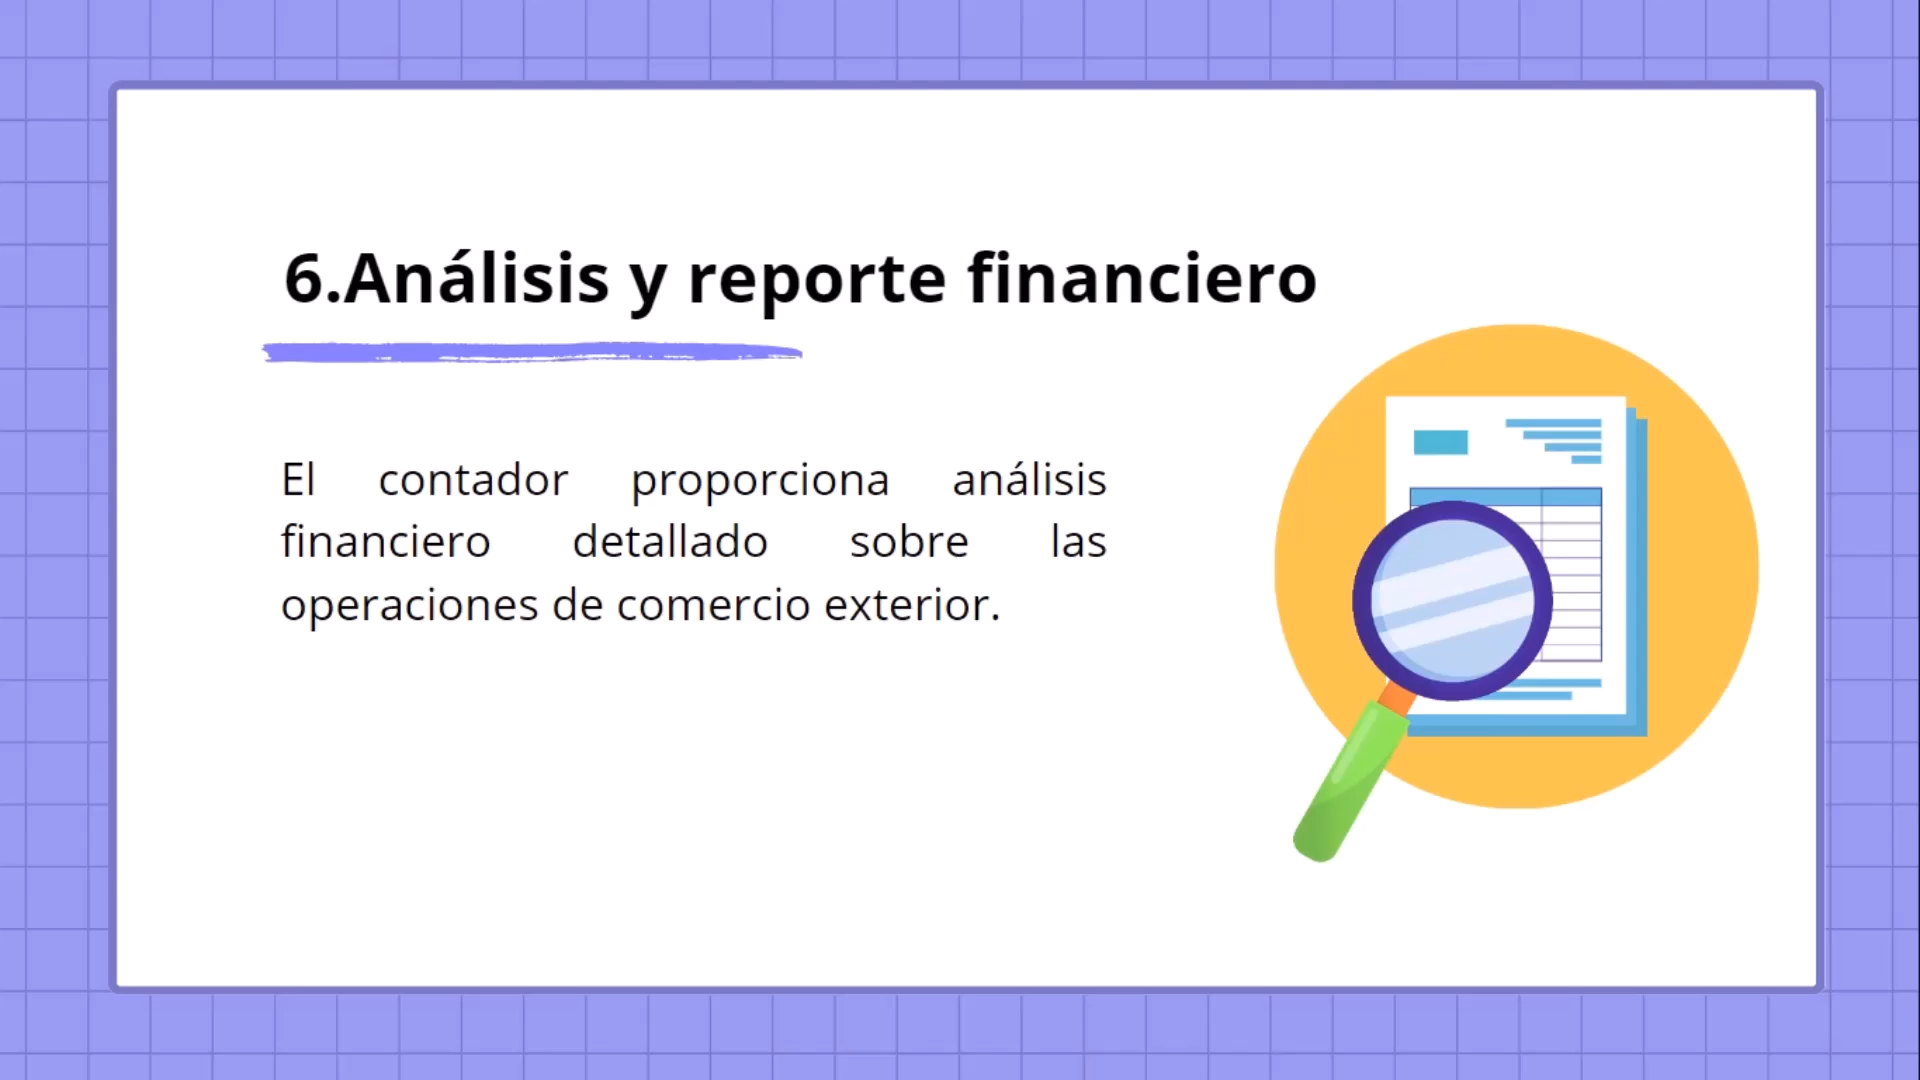 6.Análisis y reporte financiero
El contador proporciona análisis
financiero detallado sobre las
operaciones de comercio exterior.